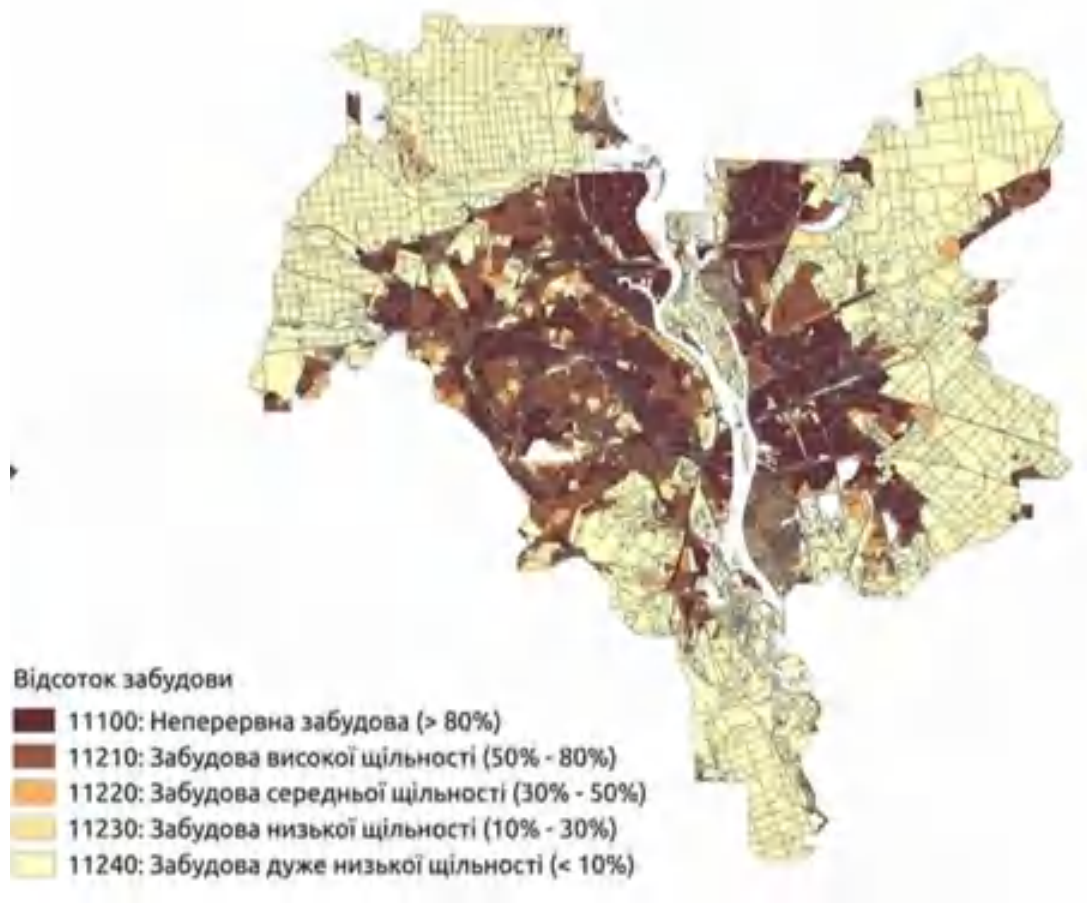 Відсоток забудови
11100: Неперервна забудова (> 80%)
11210: Забудова високої щільності (50% - 80%)
11220: Забудова середньої щільності (30% - 50%)
11230: Забудова низької щільності (10% - 30%)
11240: Забудова дуже низької щільності (< 10%)